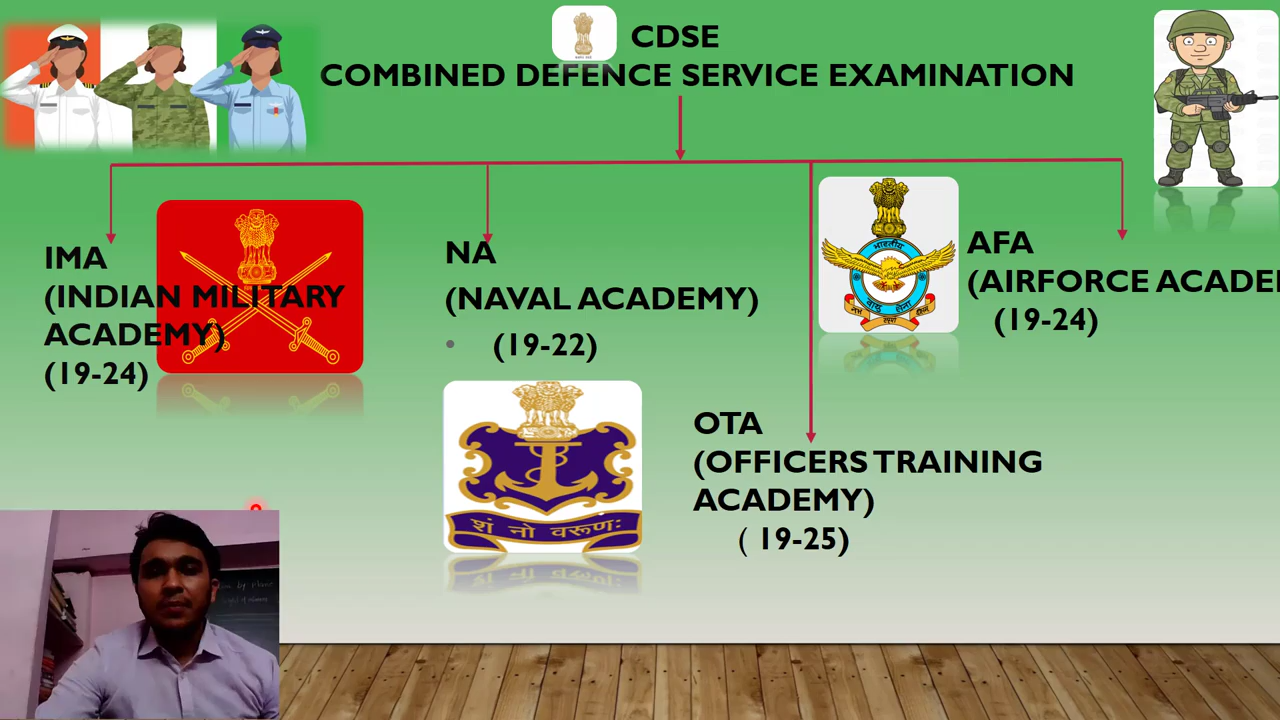 CDSE
COMBINED DEFENCE SERVICE EXAMINATION
IMA
(INDIAN MILITARY
ACADEMY)
(19-24)
NA
(NAVAL ACADEMY)
• (19-22)
शं नो वरूणः
भारतीय
वायु सेना
AFA
(AIRFORCE ACADE
(19-24)
OTA
(OFFICERS TRAINING
ACADEMY)
( 19-25)